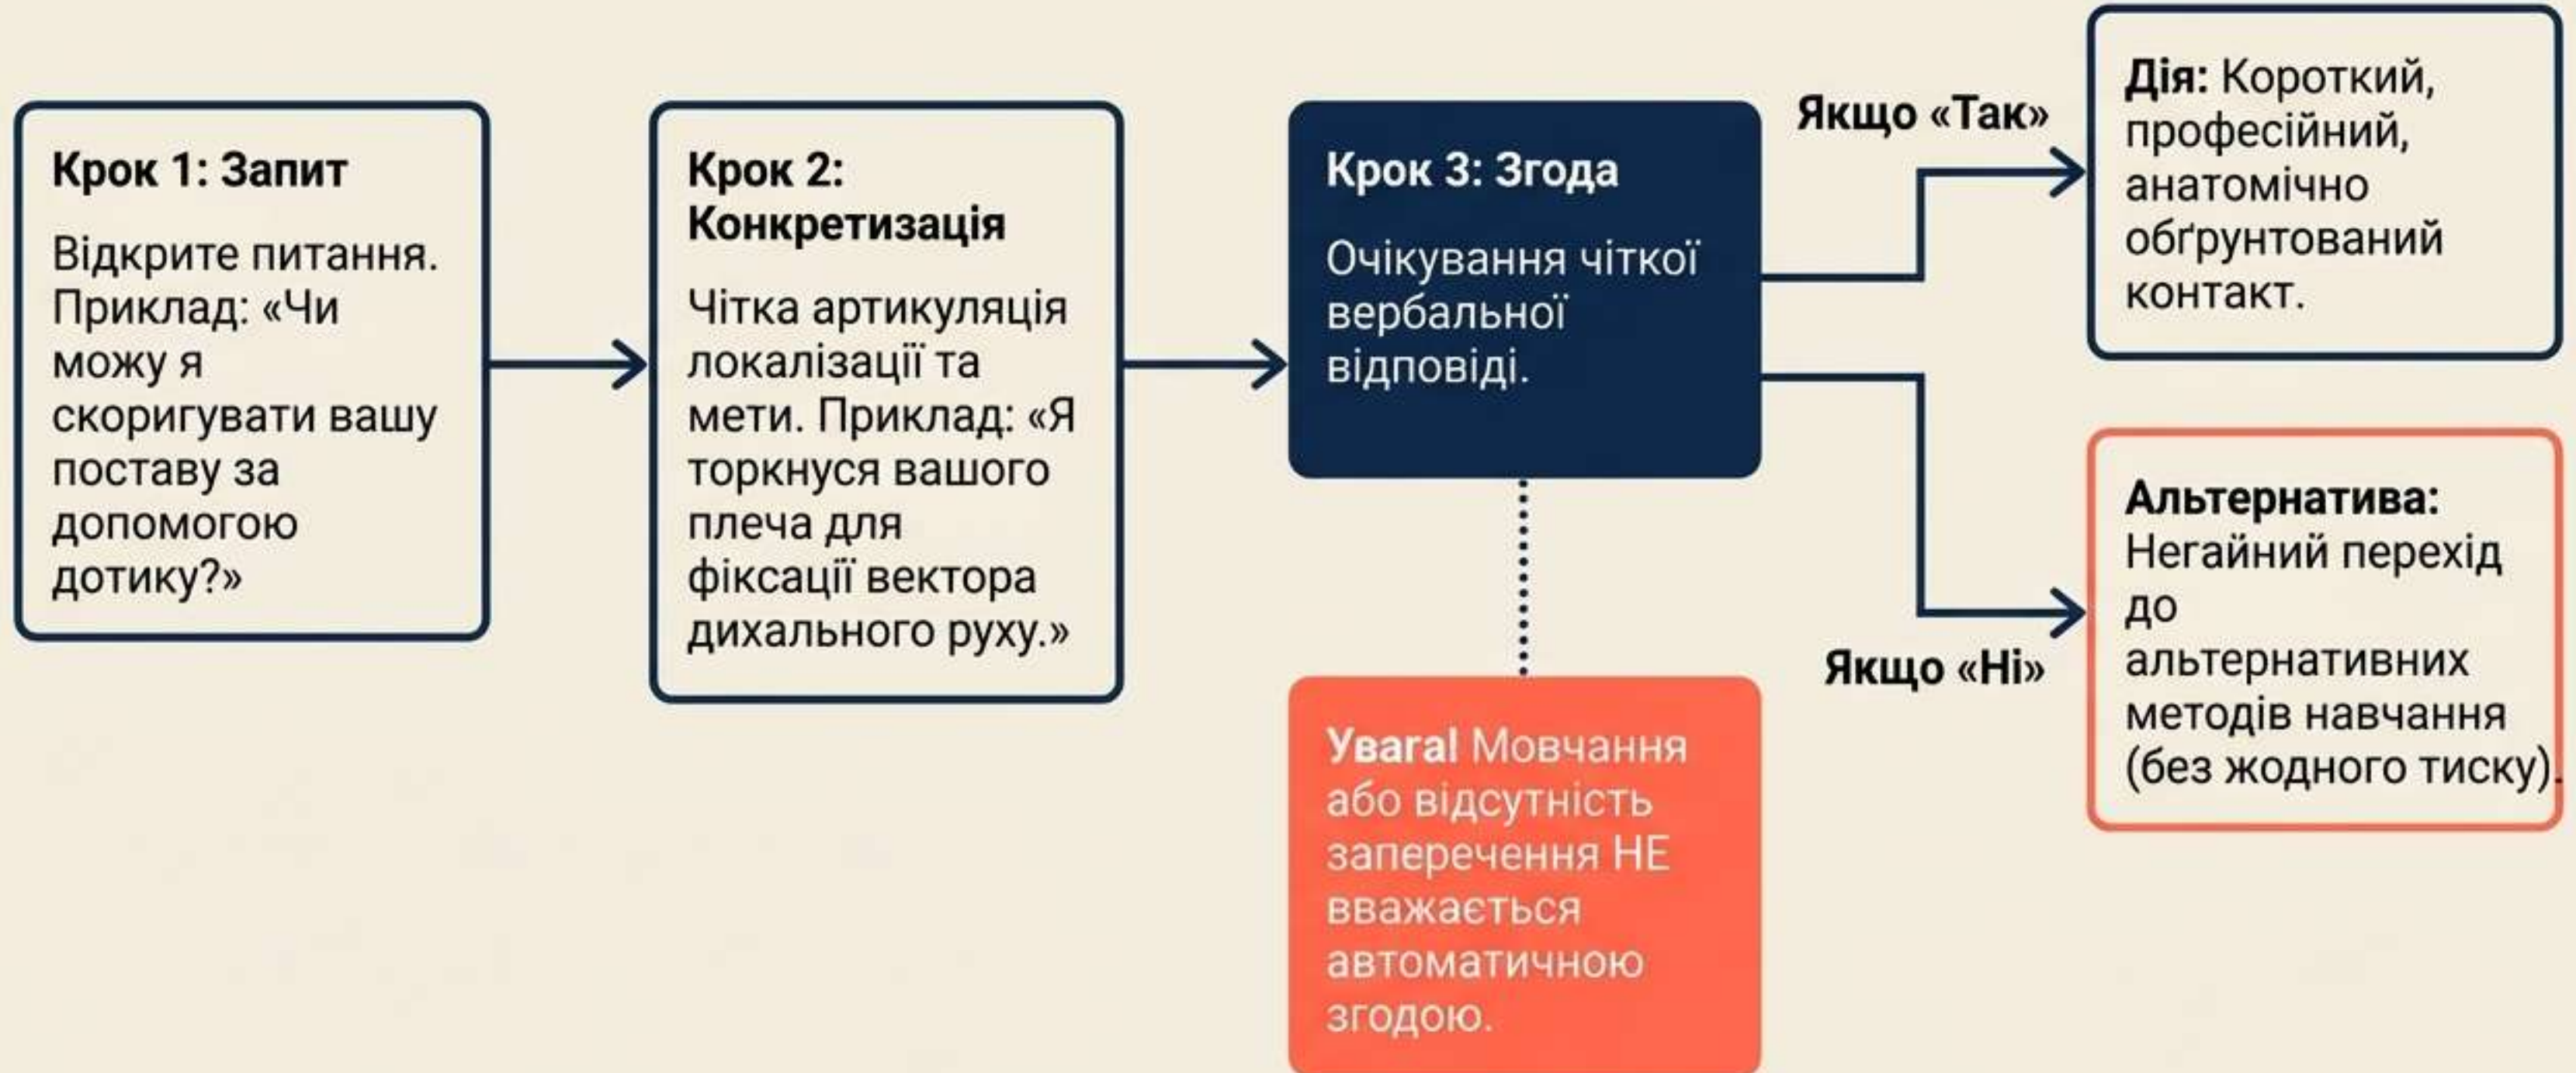 Крок 1: Запит
Відкрите питання.
Приклад: «Чи
можу я
скоригувати вашу
поставу за
допомогою
дотику?»
Крок 2:
Конкретизація
Чітка артикуляція
локалізації та
мети. Приклад: «Я
торкнуся вашого
плеча для
фіксації вектора
дихального руху.»
Крок 3: Згода
Очікування чіткої
вербальної
відповіді.
Увага! Мовчання
або відсутність
заперечення НЕ
вважається
автоматичною
згодою.
Якщо «Так»
Дія: Короткий,
професійний,
анатомічно
обґрунтований
контакт.
Якщо «Ні»
Альтернатива:
Негайний перехід
до
альтернативних
методів навчання
(без жодного тиску).